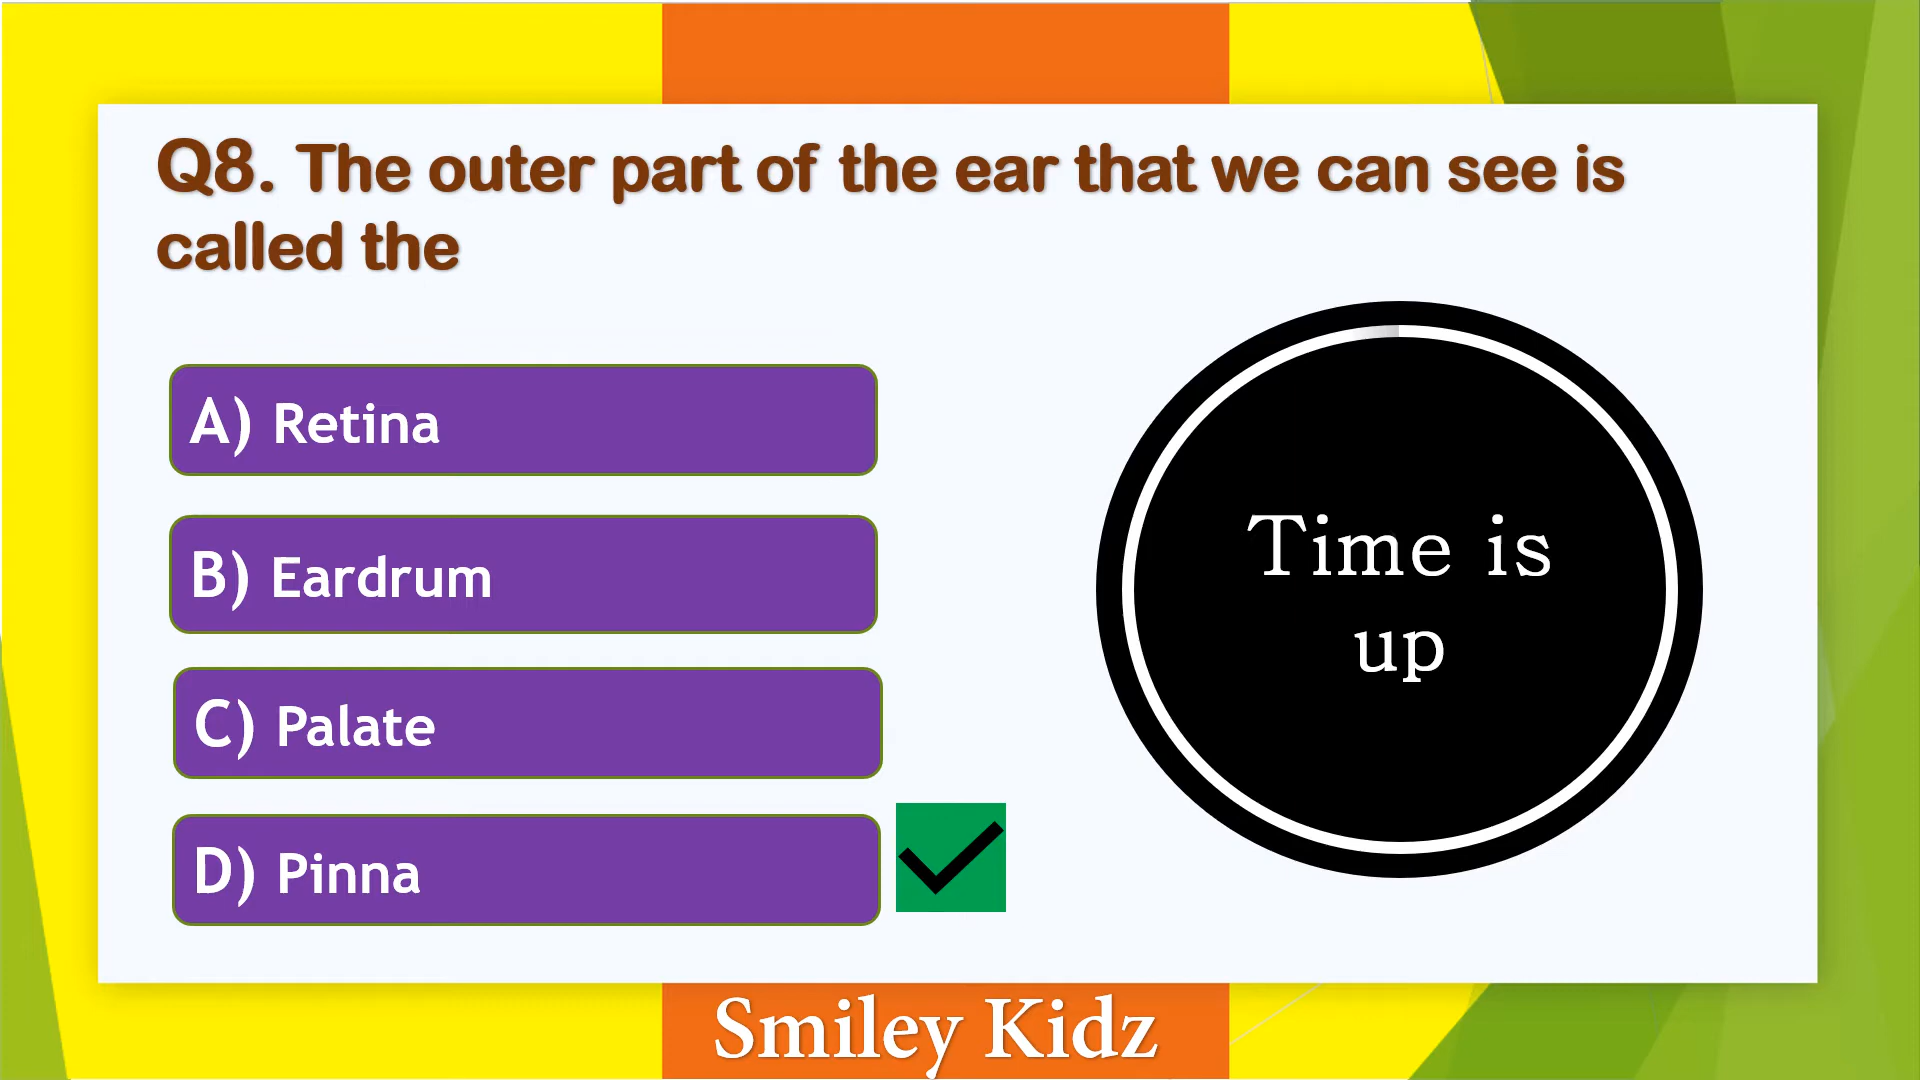 Q8. The outer part of the ear that we can see is
called the
A) Retina
B) Eardrum
C) Palate
D) Pinna
Time is
up
Smiley Kidz